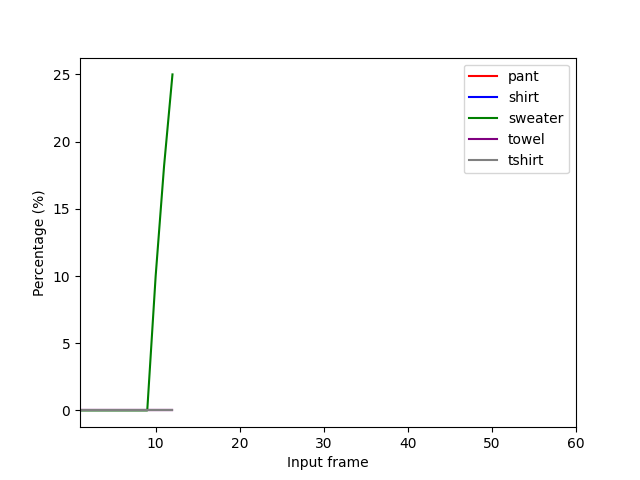 25
20
15
10
5
0
Percentage (%)
pant
shirt
sweater
towel
tshirt
10 20 30 40 50 60
Input frame